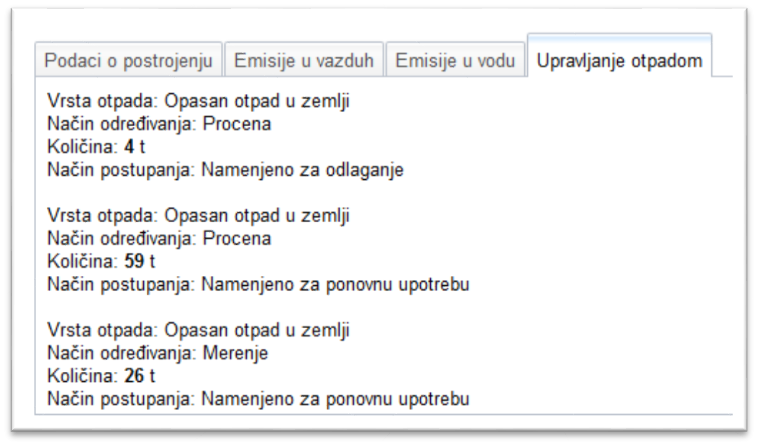 Podaci o postrojenju Emisije u vazduh Emisije u vodu Upravljanje otpadom
Vrsta otpada: Opasan otpad u zemlji
Način određivanja: Procena
Količina: 4 t
Način postupanja: Namenjeno za odlaganje
Vrsta otpada: Opasan otpad u zemlji
Način određivanja: Procena
Količina: 59 t
Način postupanja: Namenjeno za ponovnu upotrebu
Vrsta otpada: Opasan otpad u zemlji
Način određivanja: Merenje
Količina: 26 t
Način postupanja: Namenjeno za ponovnu upotrebu